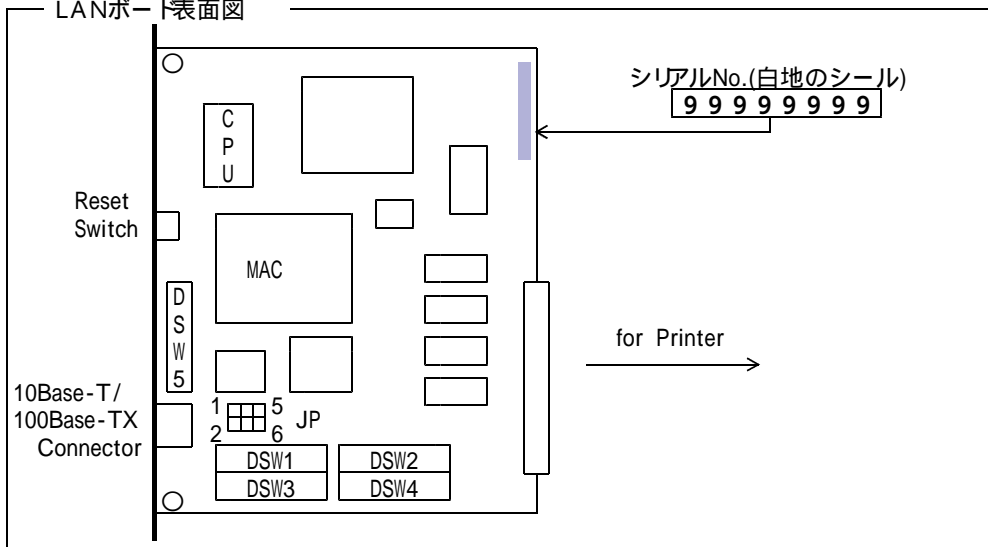 LANボード表面図
シリアルNo.(白地のシール)
99999999
CPU
Reset
Switch
MAC
DSW5
for Printer
10Base-T/
100Base-TX
Connector
1 5
JP
2 6
DSW1 DSW2
DSW3 DSW4